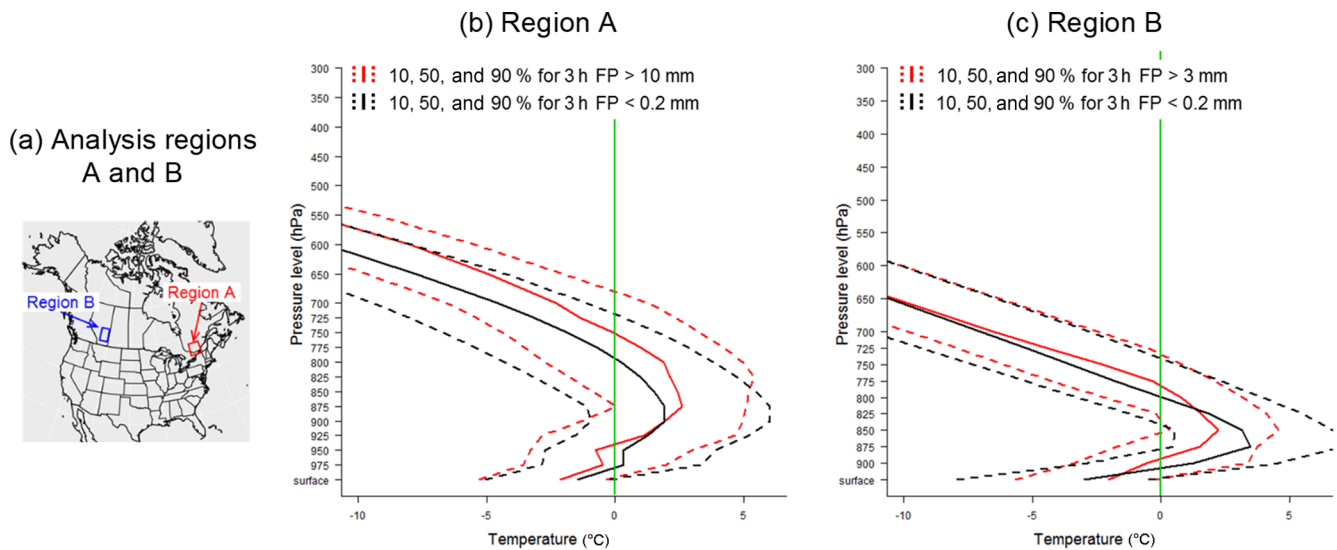 (a) Analysis regions
A and B
Region B
Region A
(b) Region A
10, 50, and 90 % for 3 h FP > 10 mm
10, 50, and 90 % for 3 h FP < 0.2 mm
Pressure level (hPa)
300
350
400
450
500
550
600
650
700
750
775
825
875
900
925
950
975
surface
-10
-5
0
5
Temperature (°C)
(c) Region B
10, 50, and 90 % for 3 h FP > 3 mm
10, 50, and 90 % for 3 h FP < 0.2 mm
Pressure level (hPa)
300
350
400
450
500
550
600
650
700
750
775
825
850
875
900
surface
-10
-5
0
5
Temperature (°C)